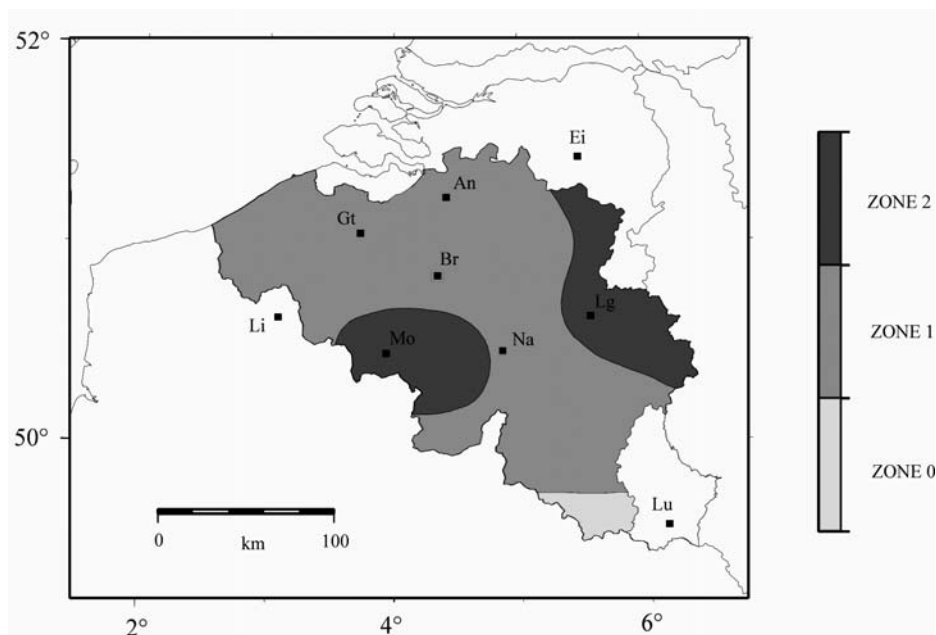 52°
Ei
An
ZONE 2
Gt
Br
Lg
Li
Mo
Na
ZONE 1
50°
ZONE 0
Lu
0
km
100
2°
4°
6°